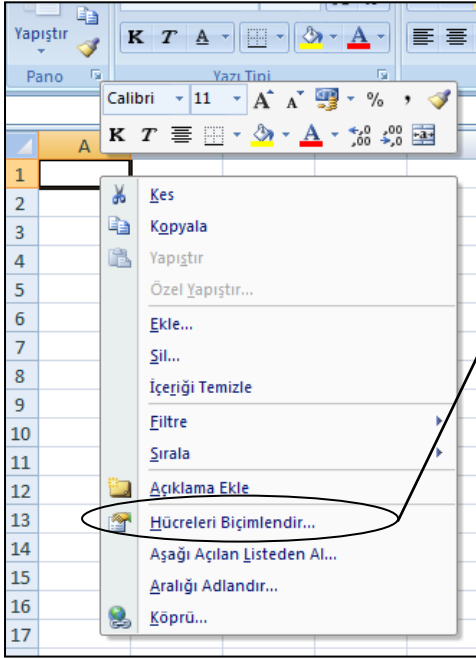 Yapıştır
K T A A
Pano Yazı Tipi
Calibri 11 A A % ,
K T A ,00 ,00 a
A
1
2
3
4
5
6
7
8
9
10
11
12
13
14
15
16
17
Kes
Kopyala
Yapıştır
Özel Yapıştır...
Ekle...
Sil...
İçeriği Temizle
Filtre
Sırala
Açıklama Ekle
Hücreleri Biçimlendir...
Aşağı Açılan Listeden Al...
Aralığı Adlandır...
Köprü...